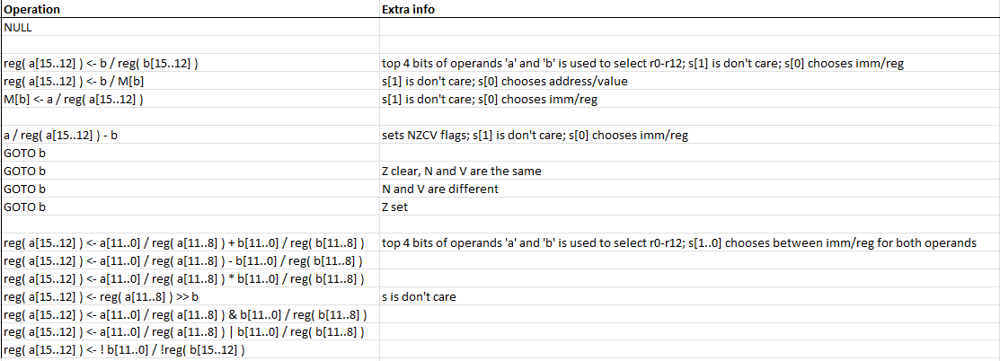 Operation Extra info
NULL
reg( a[15..12] ) <- b / reg( b[15..12] ) top 4 bits of operands 'a' and 'b' is used to select r0-r12; s[1] is don't care; s[0] chooses imm/reg
reg( a[15..12] ) <- b / M[b] s[1] is don't care; s[0] chooses address/value
M[b] <- a / reg( a[15..12] ) s[1] is don't care; s[0] chooses imm/reg
a / reg( a[15..12] ) - b sets NZCV flags; s[1] is don't care; s[0] chooses imm/reg
GOTO b
GOTO b Z clear, N and V are the same
GOTO b N and V are different
GOTO b Z set
reg( a[15..12] ) <- a[11..0] / reg( a[11..8] ) + b[11..0] / reg( b[11..8] ) top 4 bits of operands 'a' and 'b' is used to select r0-r12; s[1..0] chooses between imm/reg for both operands
reg( a[15..12] ) <- a[11..0] / reg( a[11..8] ) - b[11..0] / reg( b[11..8] )
reg( a[15..12] ) <- a[11..0] / reg( a[11..8] ) * b[11..0] / reg( b[11..8] )
reg( a[15..12] ) <- reg( a[11..8] ) >> b s is don't care
reg( a[15..12] ) <- a[11..0] / reg( a[11..8] ) & b[11..0] / reg( b[11..8] )
reg( a[15..12] ) <- a[11..0] / reg( a[11..8] ) | b[11..0] / reg( b[11..8] )
reg( a[15..12] ) <- ! b[11..0] / !reg( b[15..12] )